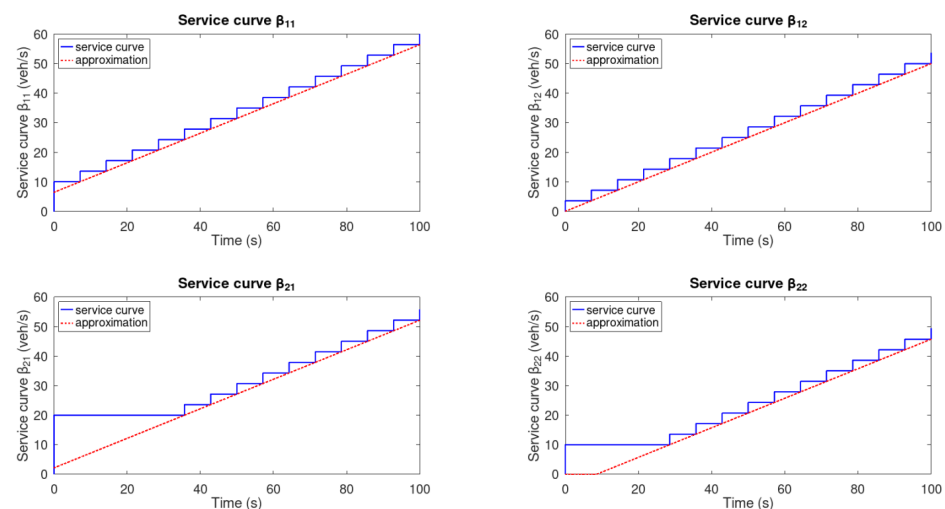 Service curve β₁₁
service curve
approximation
Service curve β₁₁ (veh/s)
60
50
40
30
20
10
0
0 20 40 60 80 100
Time (s)
Service curve β₁₂
service curve
approximation
Service curve β₁₂ (veh/s)
60
50
40
30
20
10
0
0 20 40 60 80 100
Time (s)
Service curve β₂₁
service curve
approximation
Service curve β₂₁ (veh/s)
60
50
40
30
20
10
0
0 20 40 60 80 100
Time (s)
Service curve β₂₂
service curve
approximation
Service curve β₂₂ (veh/s)
60
50
40
30
20
10
0
0 20 40 60 80 100
Time (s)